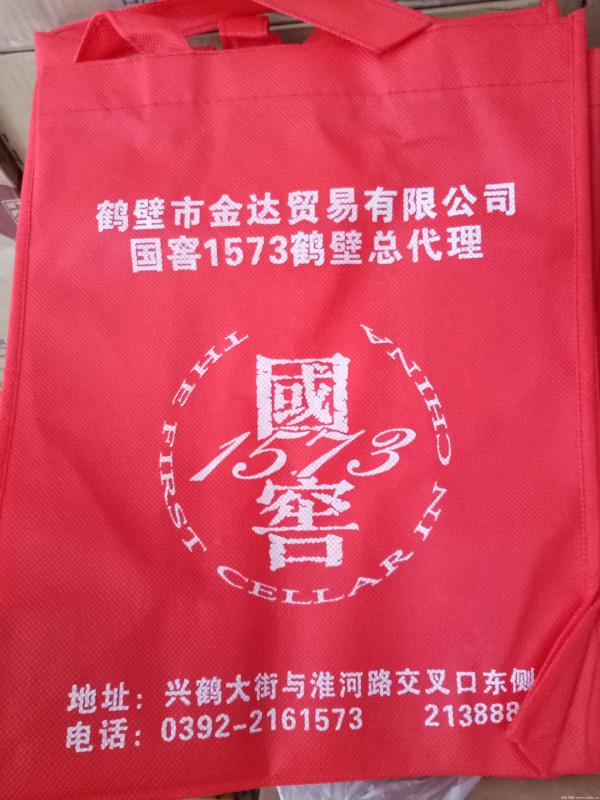 鹤壁市金达贸易有限公司
国窖1573鹤壁总代理
國
1573
窖
THE FIRST CELLAR IN CHINA
地址：兴鹤大街与淮河路交叉口东侧
电话：0392-2161573 213888